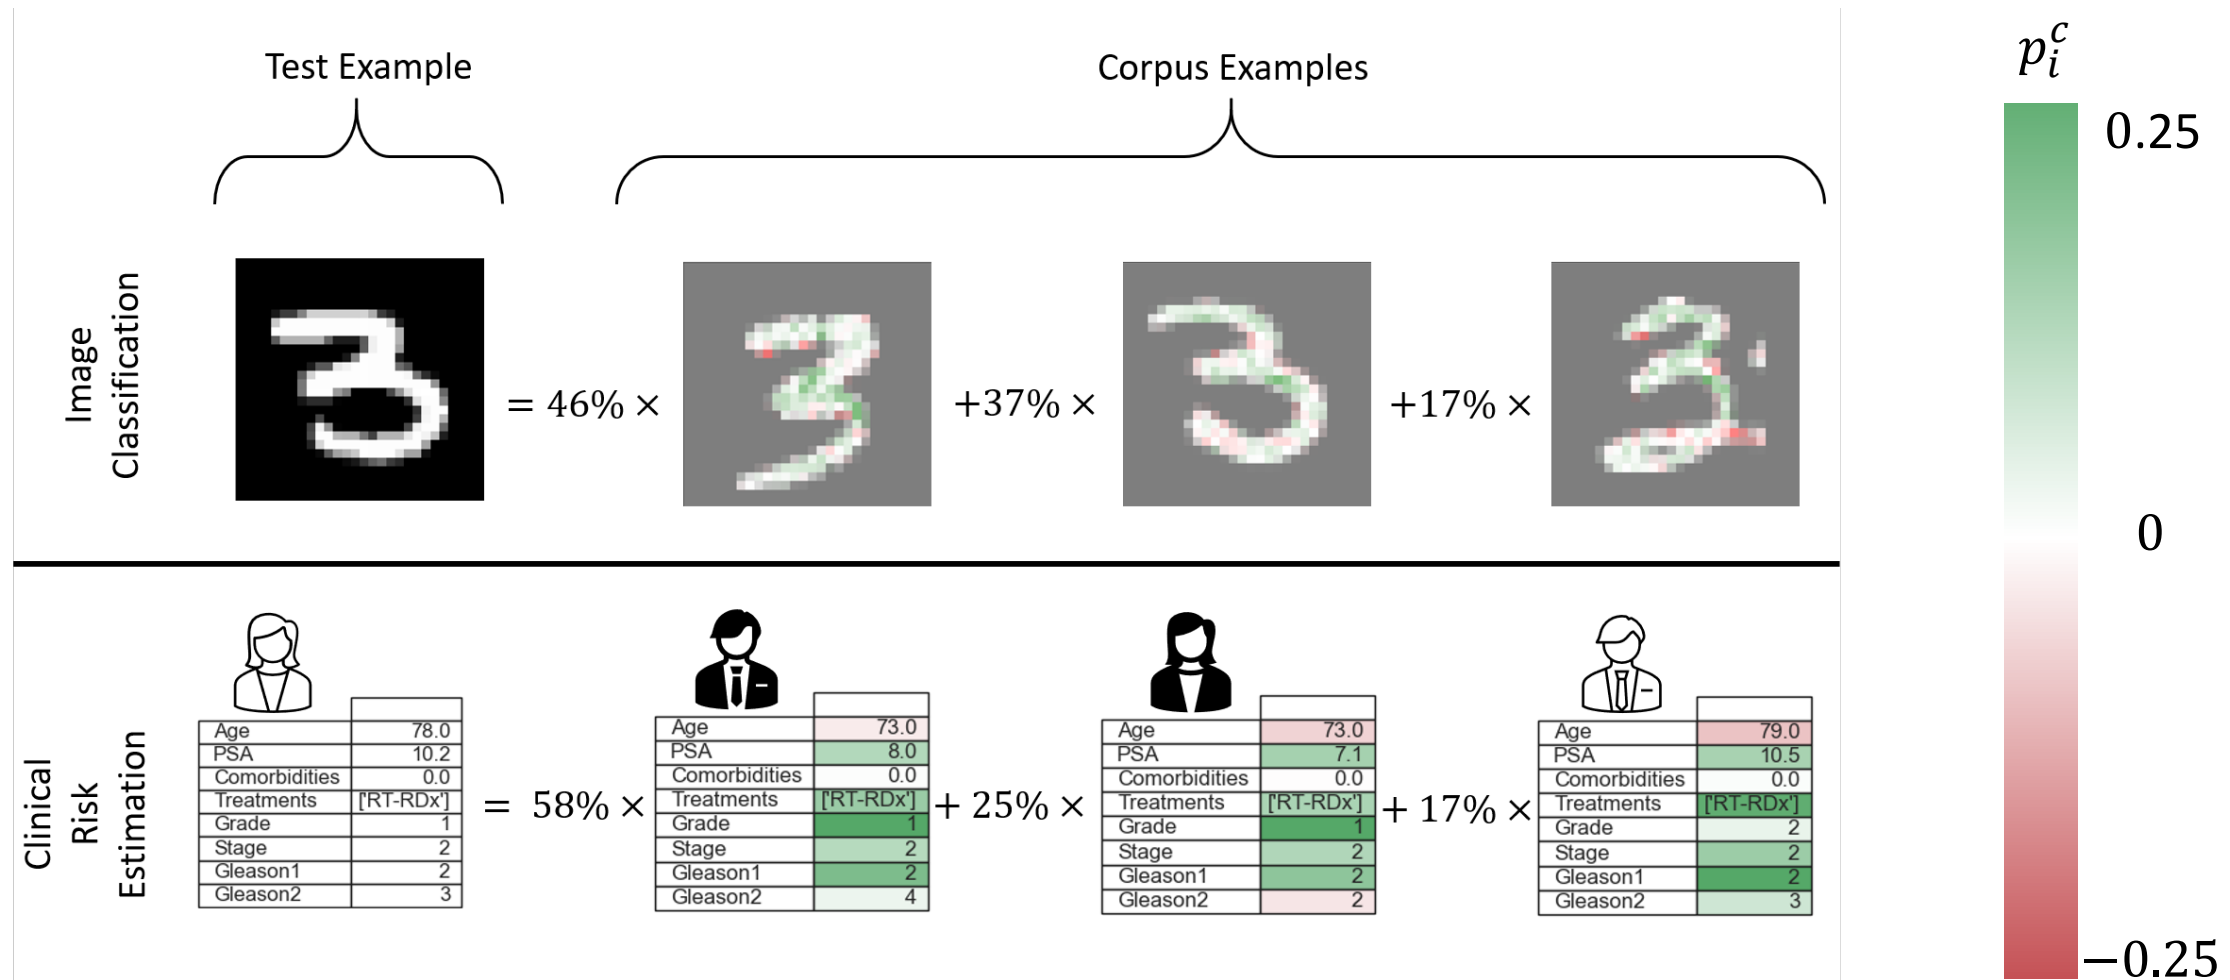 Test Example
Corpus Examples
p_i^c
0.25
0
−0.25
Image
Classification
= 46% ×
+37% ×
+17% ×
Clinical
Risk
Estimation
Age 78.0
PSA 10.2
Comorbidities 0.0
Treatments ['RT-RDx']
Grade 1
Stage 2
Gleason1 2
Gleason2 3
= 58% ×
Age 73.0
PSA 8.0
Comorbidities 0.0
Treatments ['RT-RDx']
Grade 1
Stage 2
Gleason1 2
Gleason2 4
+ 25% ×
Age 73.0
PSA 7.1
Comorbidities 0.0
Treatments ['RT-RDx']
Grade 1
Stage 2
Gleason1 2
Gleason2 2
+ 17% ×
Age 79.0
PSA 10.5
Comorbidities 0.0
Treatments ['RT-RDx']
Grade 2
Stage 2
Gleason1 2
Gleason2 3